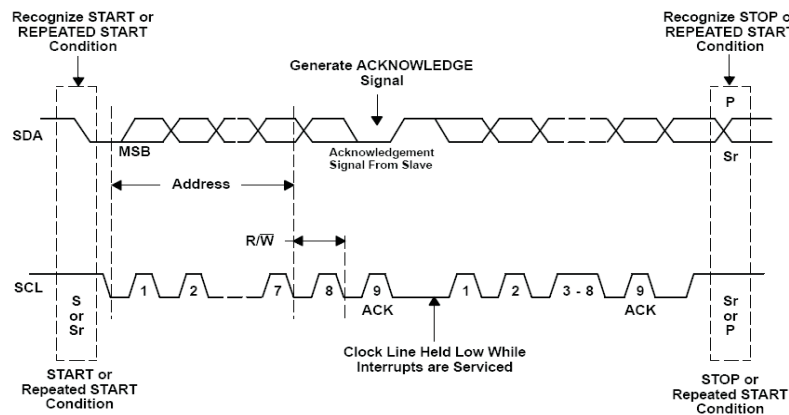 Recognize START or
REPEATED START
Condition
Recognize STOP o
REPEATED START
Condition
Generate ACKNOWLEDGE
Signal
P
SDA
MSB
Acknowledgement
Signal From Slave
Sr
Address
R/W̅
SCL
S
or
Sr
1
2
7
8
9
1
2
3 - 8
9
Sr
or
P
ACK
ACK
Clock Line Held Low While
Interrupts are Serviced
START or
Repeated START
Condition
STOP or
Repeated START
Condition